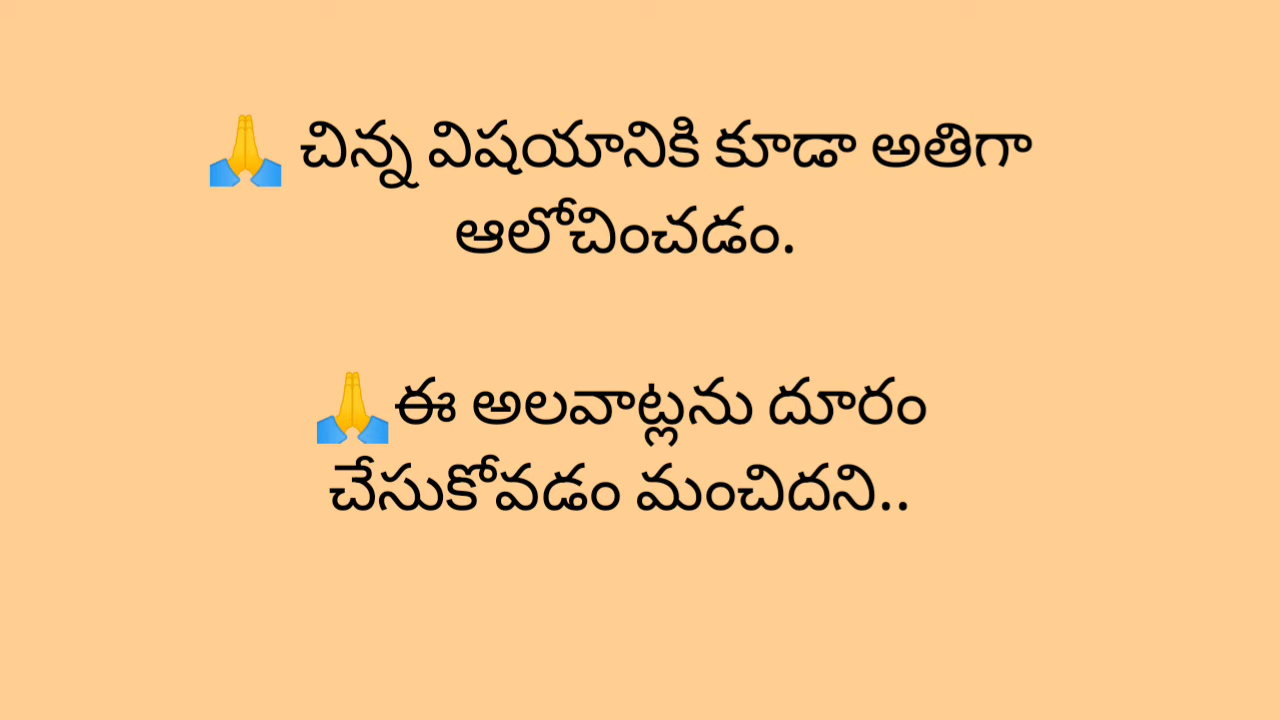 🙏 చిన్న విషయానికి కూడా అతిగా
ఆలోచించడం.
🙏ఈ అలవాట్లను దూరం
చేసుకోవడం మంచిదని..